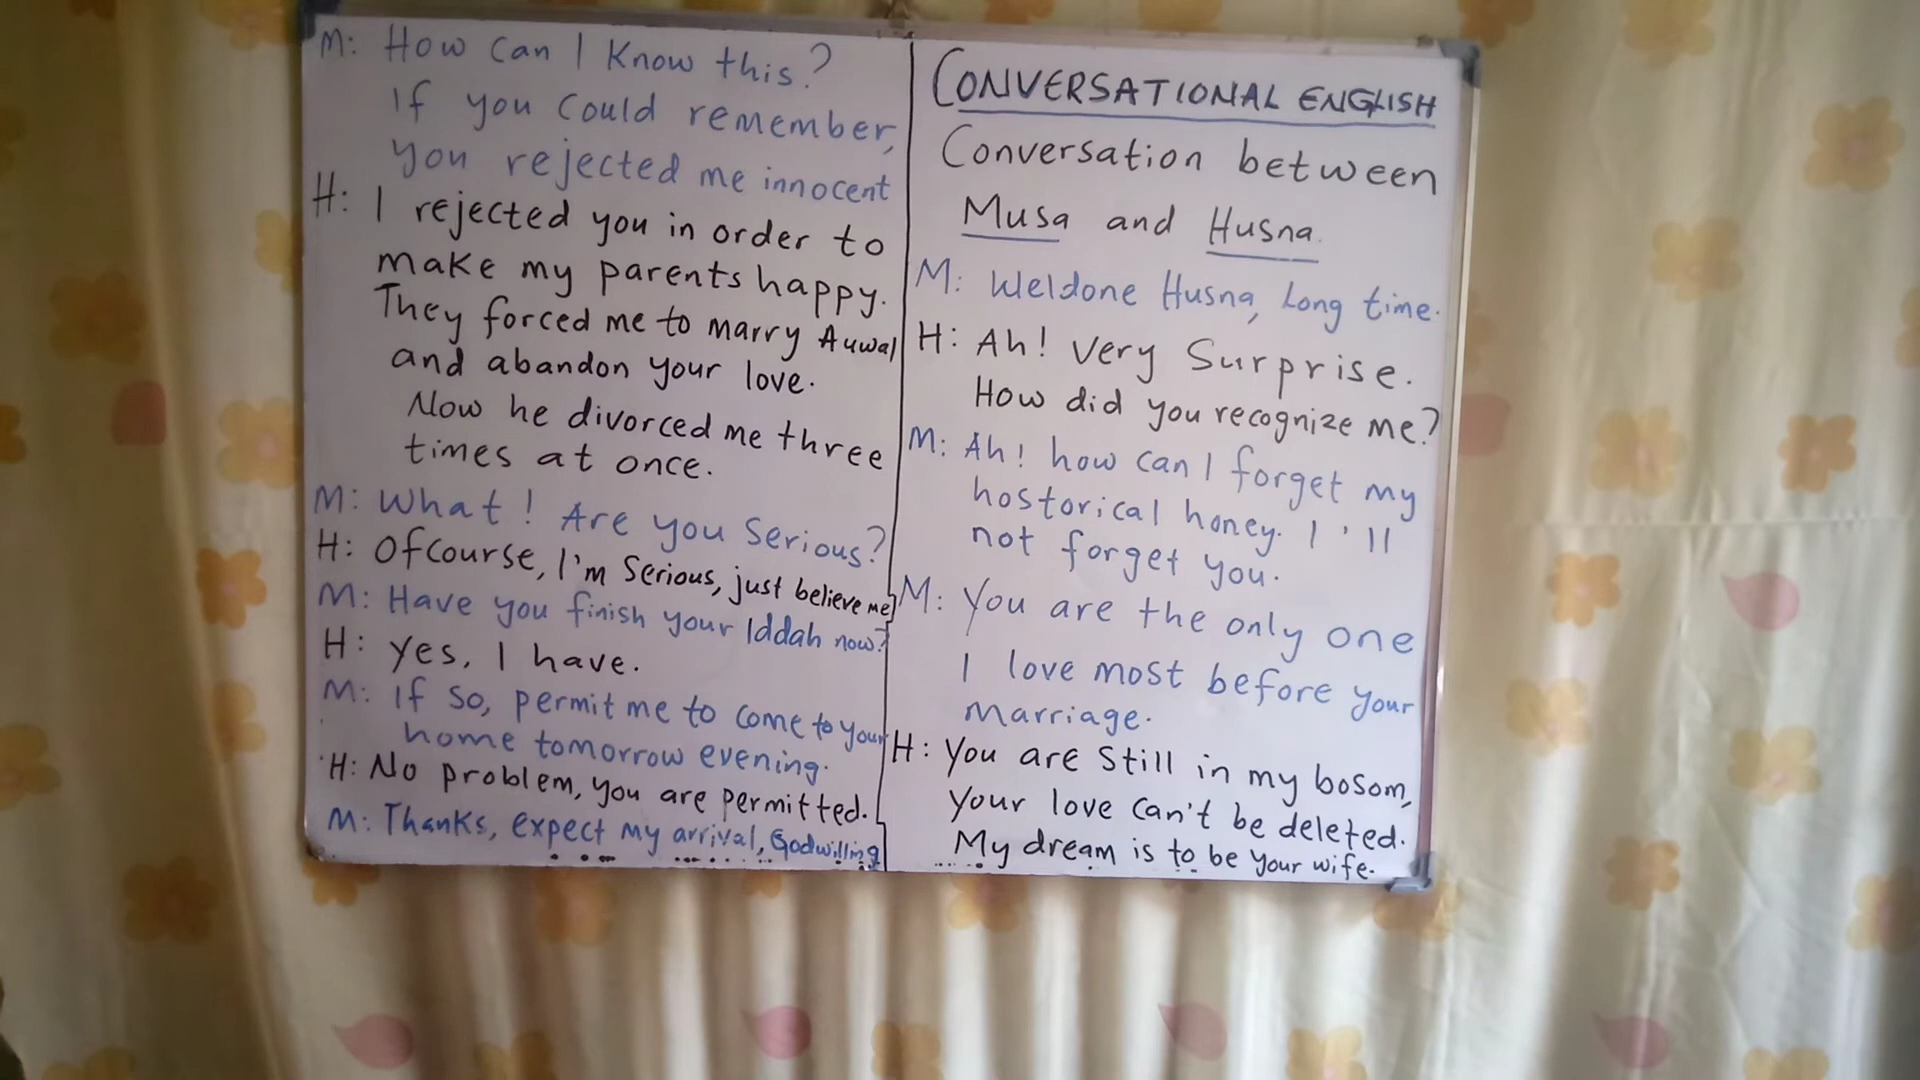 CONVERSATIONAL ENGLISH
Conversation between
Musa and Husna.
M: Weldone Husna, Long time.
H: Ah! Very Surprise.
How did you recognize me?
M: Ah! how can I forget my
hostorical honey. I'll
not forget you.
M: You are the only one
I love most before your
marriage.
H: You are still in my bosom,
your love can't be deleted.
My dream is to be your wife.
M: How can I know this?
If you could remember,
you rejected me innocent
H: I rejected you in order to
make my parents happy.
They forced me to marry Auwal
and abandon your love.
Now he divorced me three
times at once.
M: What! Are you serious?
H: Ofcourse, I'm serious, just believe me
M: Have you finish your Iddah now?
H: Yes, I have.
M: If so, permit me to come to your
home tomorrow evening.
H: No problem, you are permitted.
M: Thanks, expect my arrival, Godwilling